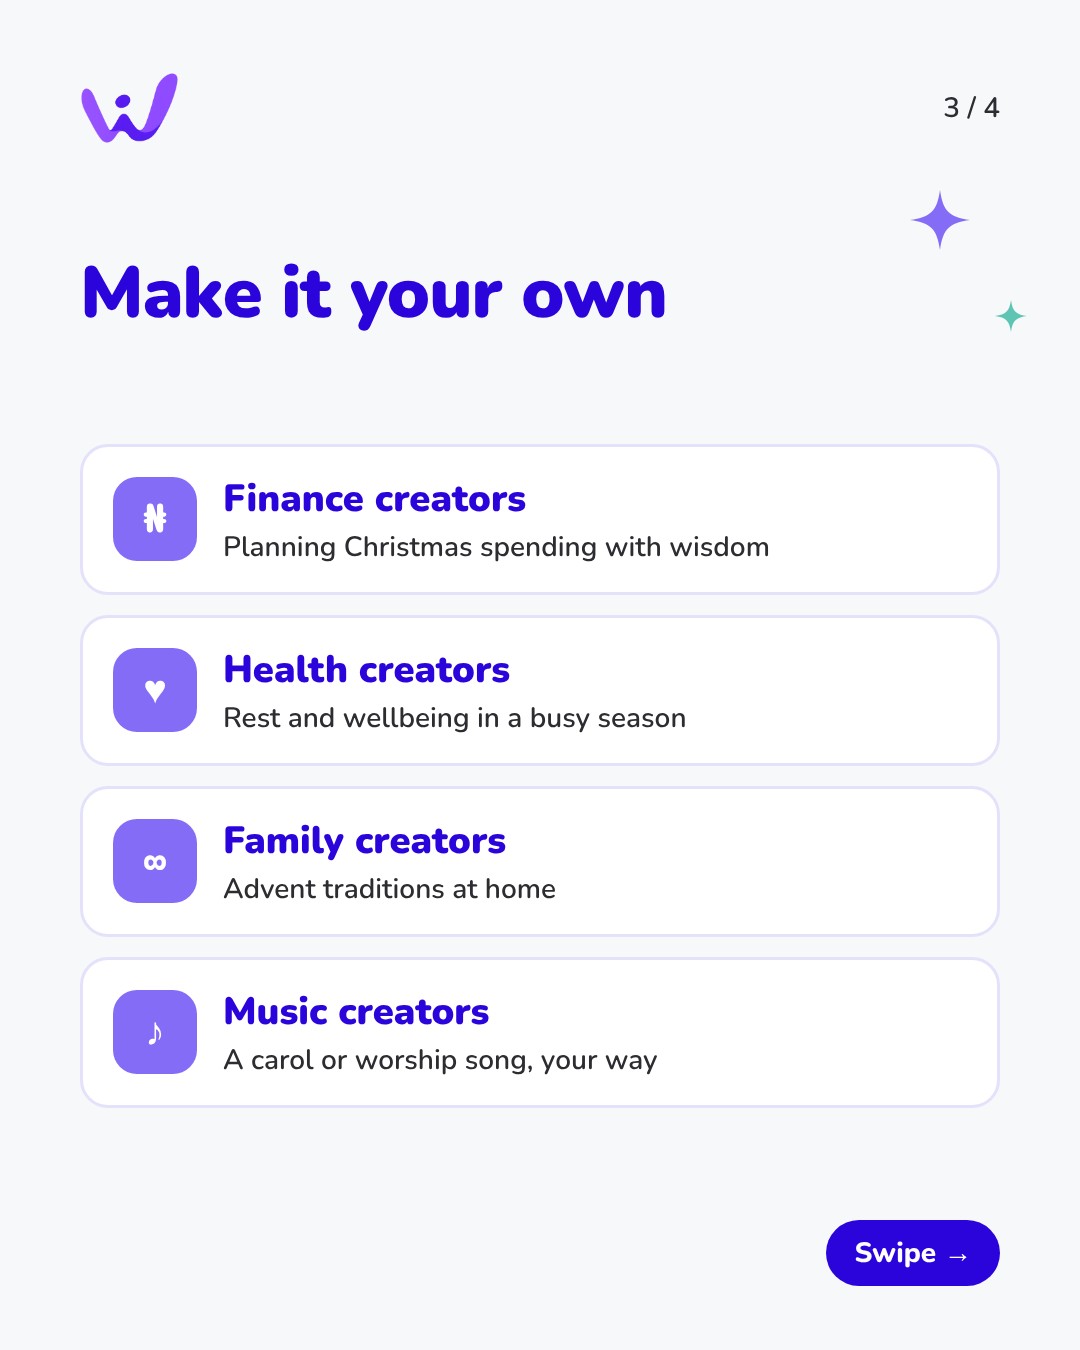 3 / 4
Make it your own
₦
Finance creators
Planning Christmas spending with wisdom
♥
Health creators
Rest and wellbeing in a busy season
∞
Family creators
Advent traditions at home
♪
Music creators
A carol or worship song, your way
Swipe →